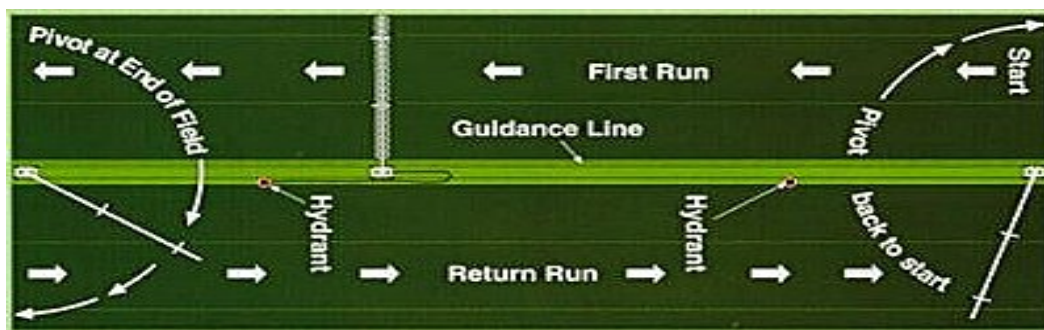 Pivot at End of Field
First Run
Start
Guidance Line
Pivot
back to start
Hydrant
Hydrant
Return Run